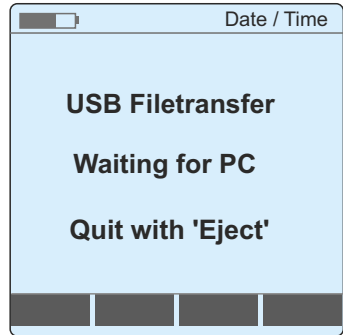 Date / Time
USB Filetransfer
Waiting for PC
Quit with 'Eject'